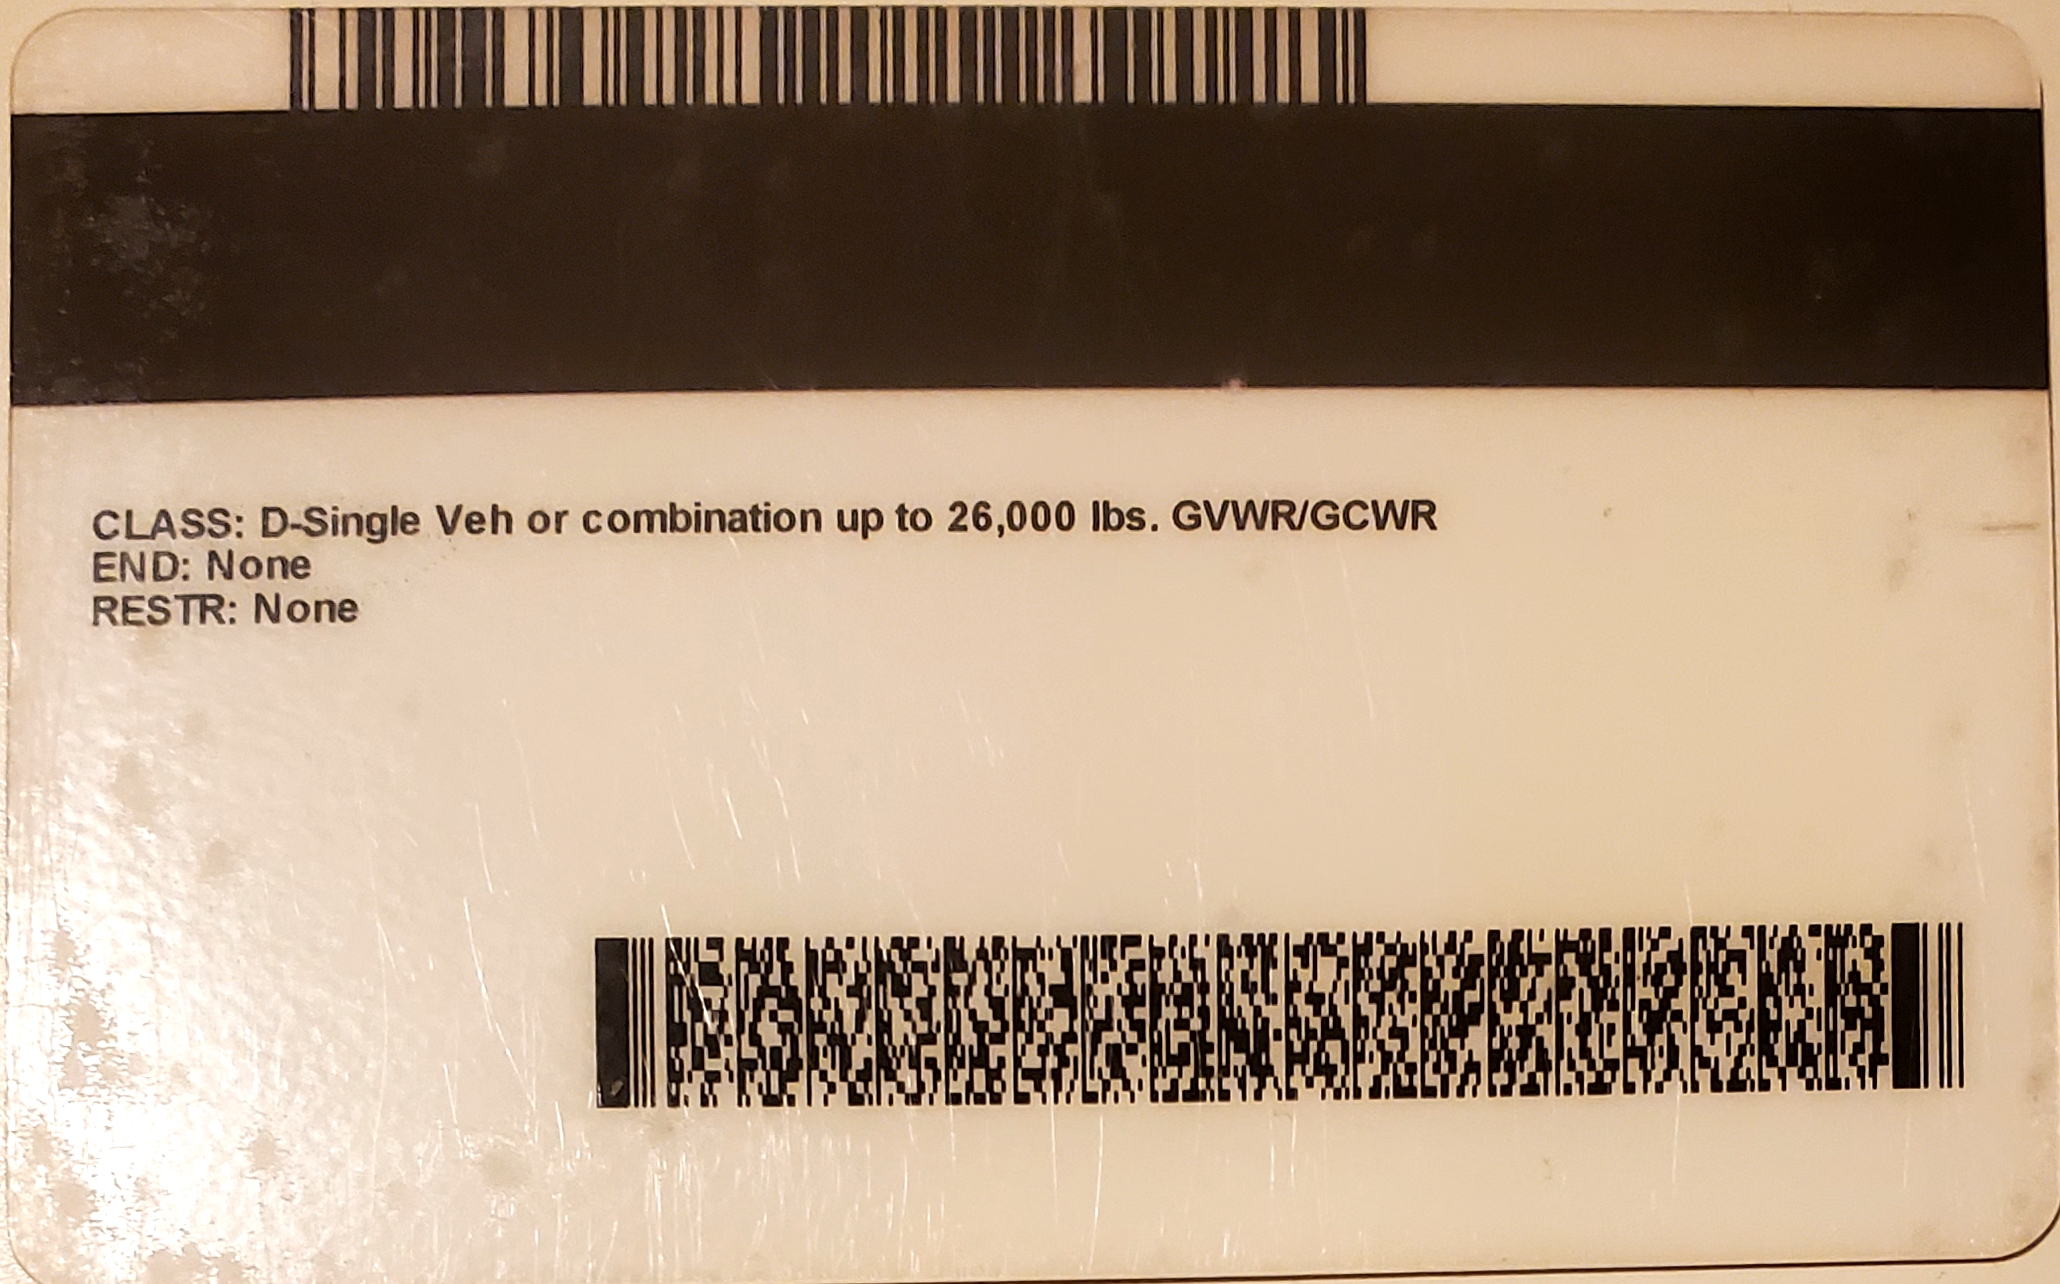 CLASS: D-Single Veh or combination up to 26,000 lbs. GVWR/GCWR
END: None
RESTR: None